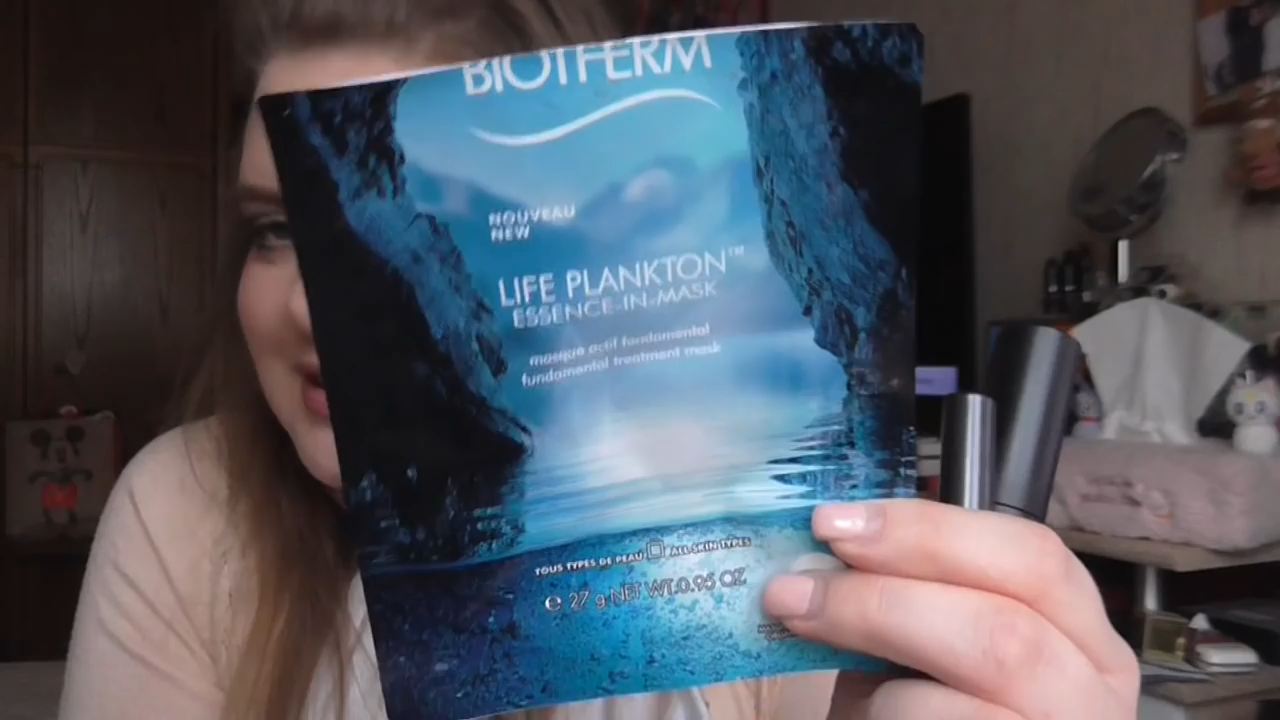 BIOTHERM
NOUVEAU
NEW
LIFE PLANKTON™
ESSENCE-IN-MASK
masque actif fondamental
fundamental treatment mask
TOUS TYPES DE PEAU ALL SKIN TYPES
e 27 g NET WT.0.95 OZ